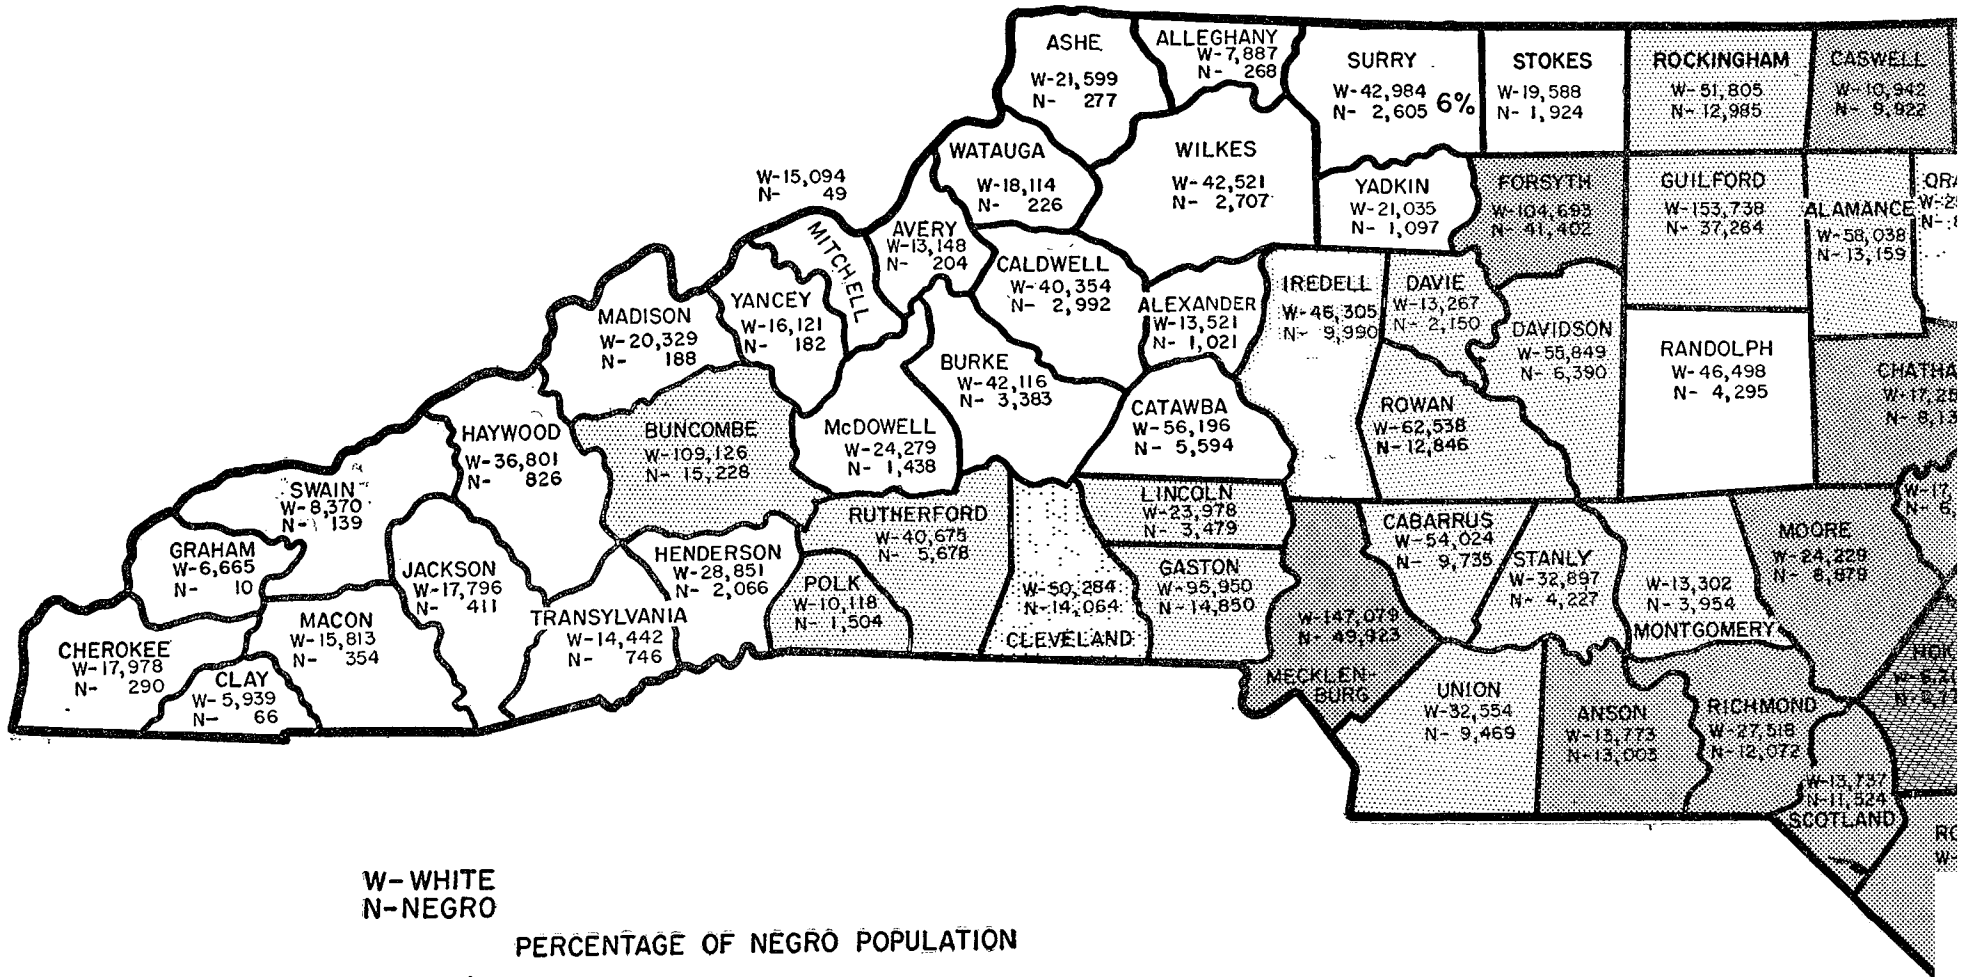 ASHE
W-21,599
N- 277
ALLEGHANY
W-7,887
N- 268
SURRY
W-42,984
N- 2,605
6%
STOKES
W-19,588
N- 1,924
ROCKINGHAM
W-51,805
N-12,985
CASWELL
W-10,942
N- 9,922
WATAUGA
W-18,114
N- 226
WILKES
W-42,521
N- 2,707
YADKIN
W-21,035
N- 1,097
FORSYTH
W-104,693
N- 41,402
GUILFORD
W-153,738
N- 37,264
ALAMANCE
W-58,038
N-13,159
W-15,094
N- 49
MITCHELL
AVERY
W-13,148
N- 204
CALDWELL
W-40,354
N- 2,992
ALEXANDER
W-13,521
N- 1,021
IREDELL
W-46,305
N- 9,990
DAVIE
W-13,267
N- 2,150
DAVIDSON
W-55,849
N- 6,390
RANDOLPH
W-46,498
N- 4,295
MADISON
W-20,329
N- 188
YANCEY
W-16,121
N- 182
BURKE
W-42,116
N- 3,383
CATAWBA
W-56,196
N- 5,594
ROWAN
W-62,538
N-12,846
HAYWOOD
W-36,801
N- 826
BUNCOMBE
W-109,126
N- 15,228
McDOWELL
W-24,279
N- 1,438
SWAIN
W-8,370
N- 139
RUTHERFORD
W-40,675
N- 5,678
LINCOLN
W-23,978
N- 3,479
CABARRUS
W-54,024
N- 9,735
STANLY
W-32,897
N- 4,227
MOORE
W-24,229
N- 8,879
GRAHAM
W-6,665
N- 10
JACKSON
W-17,796
N- 411
HENDERSON
W-28,851
N- 2,066
POLK
W-10,118
N- 1,504
W-50,284
N-14,064
CLEVELAND
GASTON
W-95,950
N-14,850
W-147,079
N- 49,923
MECKLEN-
BURG
W-13,302
N- 3,954
MONTGOMERY
CHEROKEE
W-17,978
N- 290
CLAY
W-5,939
N- 66
MACON
W-15,813
N- 354
TRANSYLVANIA
W-14,442
N- 746
UNION
W-32,554
N- 9,469
ANSON
W-13,773
N-13,003
RICHMOND
W-27,518
N-12,072
W-13,737
N-11,524
SCOTLAND
W-WHITE
N-NEGRO
PERCENTAGE OF NEGRO POPULATION